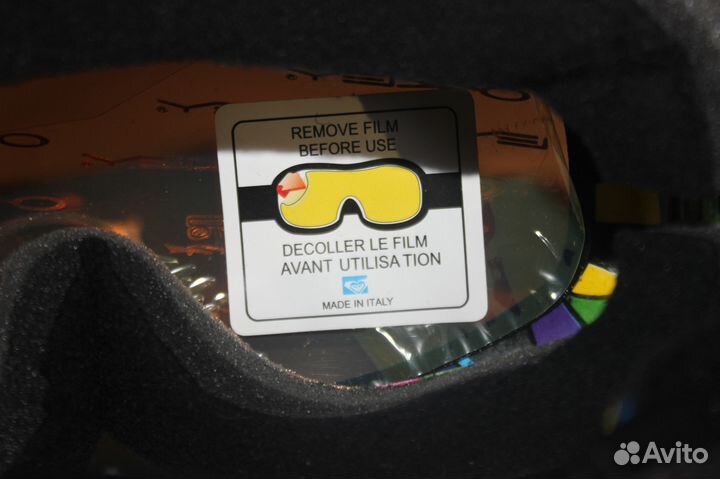 REMOVE FILM
BEFORE USE
DECOLLER LE FILM
AVANT UTILISATION
MADE IN ITALY
Avito